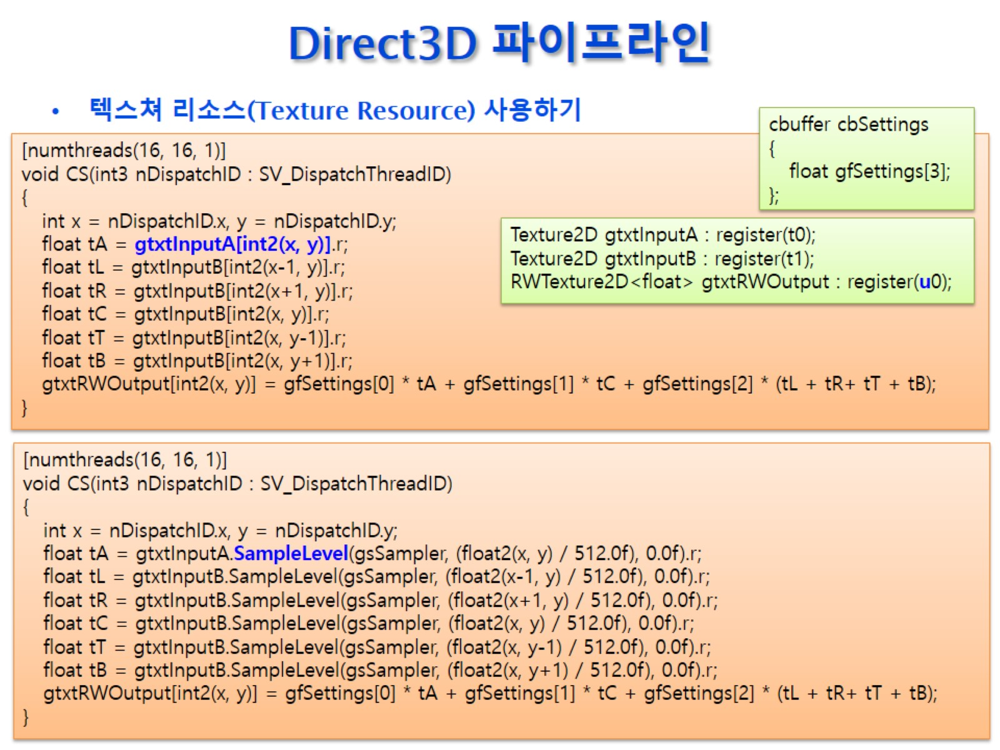 Direct3D 파이프라인
• 텍스쳐 리소스(Texture Resource) 사용하기
cbuffer cbSettings
{
float gfSettings[3];
};
[numthreads(16, 16, 1)]
void CS(int3 nDispatchID : SV_DispatchThreadID)
{
int x = nDispatchID.x, y = nDispatchID.y;
float tA = gtxtInputA[int2(x, y)].r;
float tL = gtxtInputB[int2(x-1, y)].r;
float tR = gtxtInputB[int2(x+1, y)].r;
float tC = gtxtInputB[int2(x, y)].r;
float tT = gtxtInputB[int2(x, y-1)].r;
float tB = gtxtInputB[int2(x, y+1)].r;
gtxtRWOutput[int2(x, y)] = gfSettings[0] * tA + gfSettings[1] * tC + gfSettings[2] * (tL + tR+ tT + tB);
}
Texture2D gtxtInputA : register(t0);
Texture2D gtxtInputB : register(t1);
RWTexture2D<float> gtxtRWOutput : register(u0);
[numthreads(16, 16, 1)]
void CS(int3 nDispatchID : SV_DispatchThreadID)
{
int x = nDispatchID.x, y = nDispatchID.y;
float tA = gtxtInputA.SampleLevel(gsSampler, (float2(x, y) / 512.0f), 0.0f).r;
float tL = gtxtInputB.SampleLevel(gsSampler, (float2(x-1, y) / 512.0f), 0.0f).r;
float tR = gtxtInputB.SampleLevel(gsSampler, (float2(x+1, y) / 512.0f), 0.0f).r;
float tC = gtxtInputB.SampleLevel(gsSampler, (float2(x, y) / 512.0f), 0.0f).r;
float tT = gtxtInputB.SampleLevel(gsSampler, (float2(x, y-1) / 512.0f), 0.0f).r;
float tB = gtxtInputB.SampleLevel(gsSampler, (float2(x, y+1) / 512.0f), 0.0f).r;
gtxtRWOutput[int2(x, y)] = gfSettings[0] * tA + gfSettings[1] * tC + gfSettings[2] * (tL + tR+ tT + tB);
}